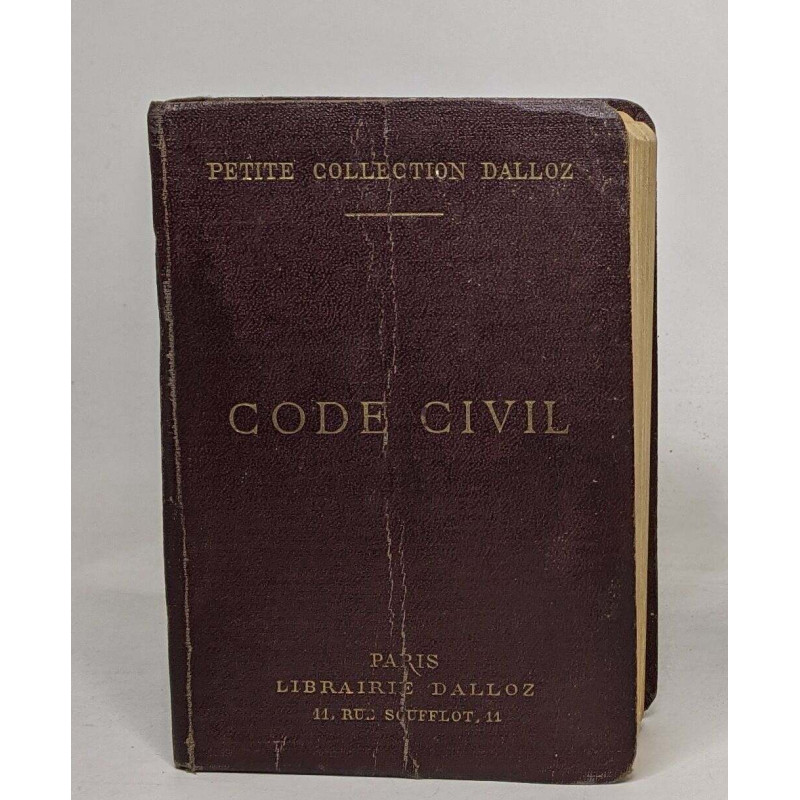 PETITE COLLECTION DALLOZ
CODE CIVIL
PARIS
LIBRAIRIE DALLOZ
11, RUE SOUFFLOT, 11